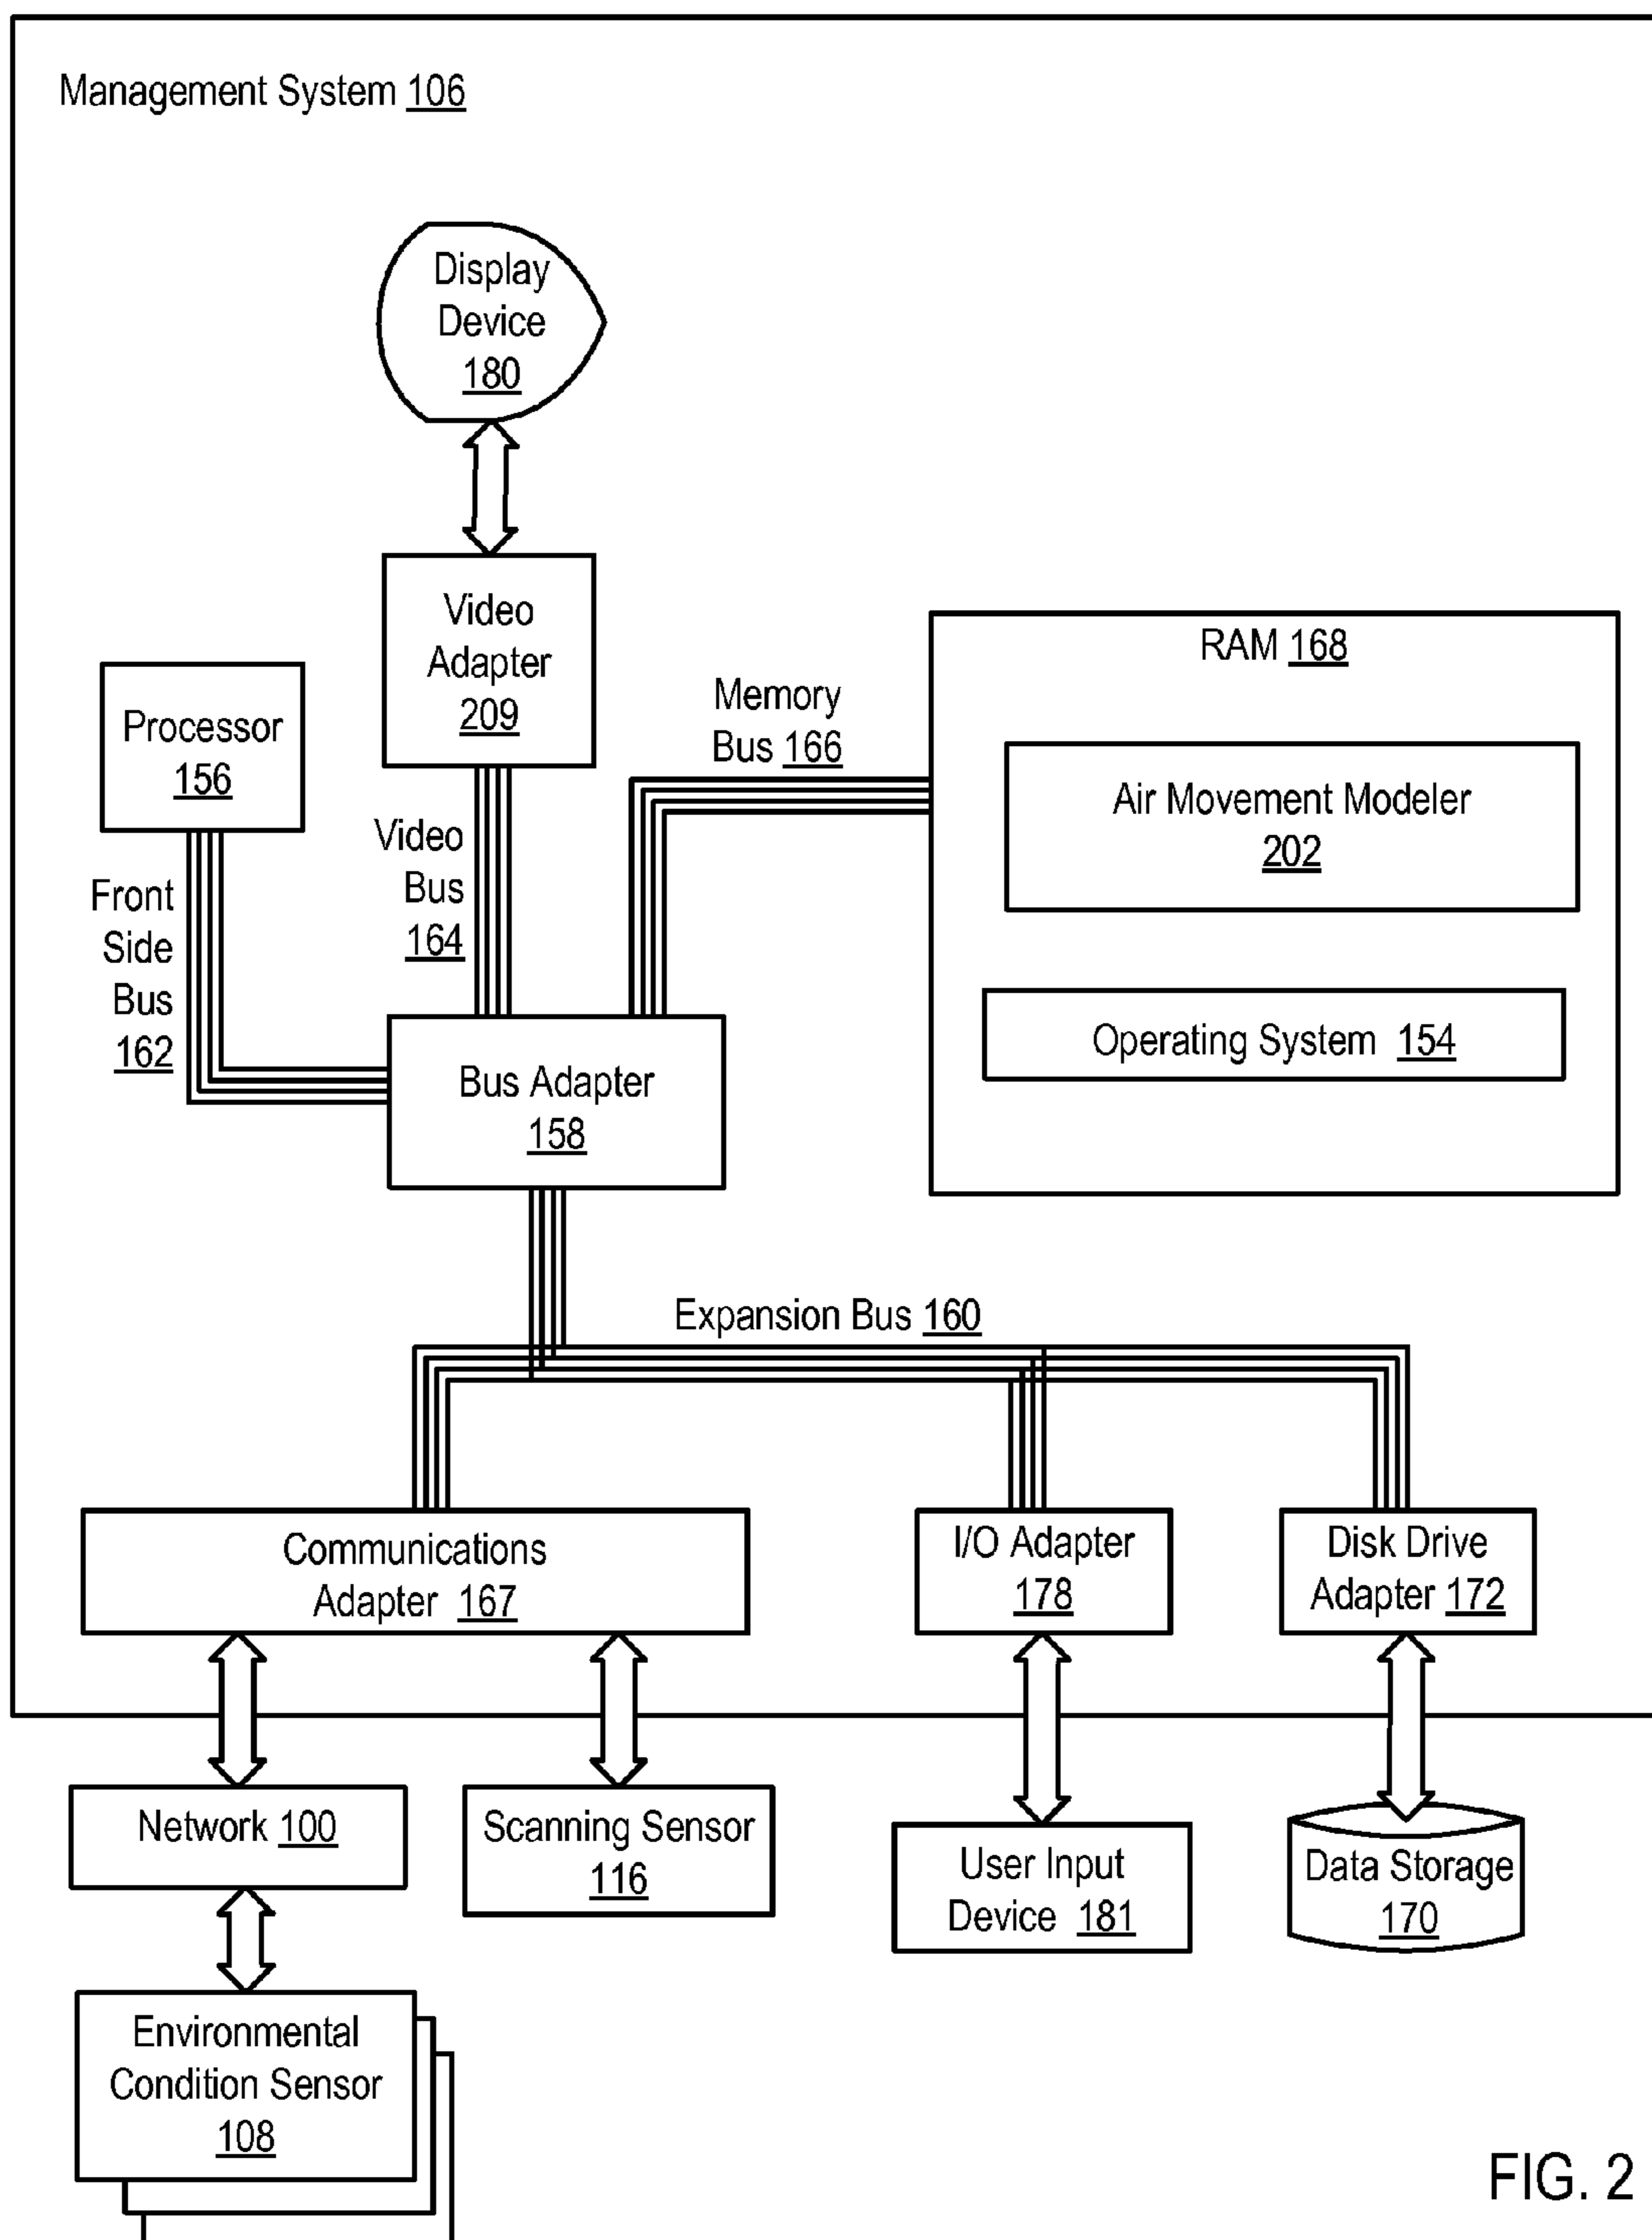 Management System 106
Display
Device
180
Video
Adapter
209
RAM 168
Processor
156
Memory
Bus 166
Air Movement Modeler
202
Video
Bus
164
Front
Side
Bus
162
Operating System 154
Bus Adapter
158
Expansion Bus 160
Communications
Adapter 167
I/O Adapter
178
Disk Drive
Adapter 172
Network 100
Scanning Sensor
116
User Input
Device 181
Data Storage
170
Environmental
Condition Sensor
108
FIG. 2